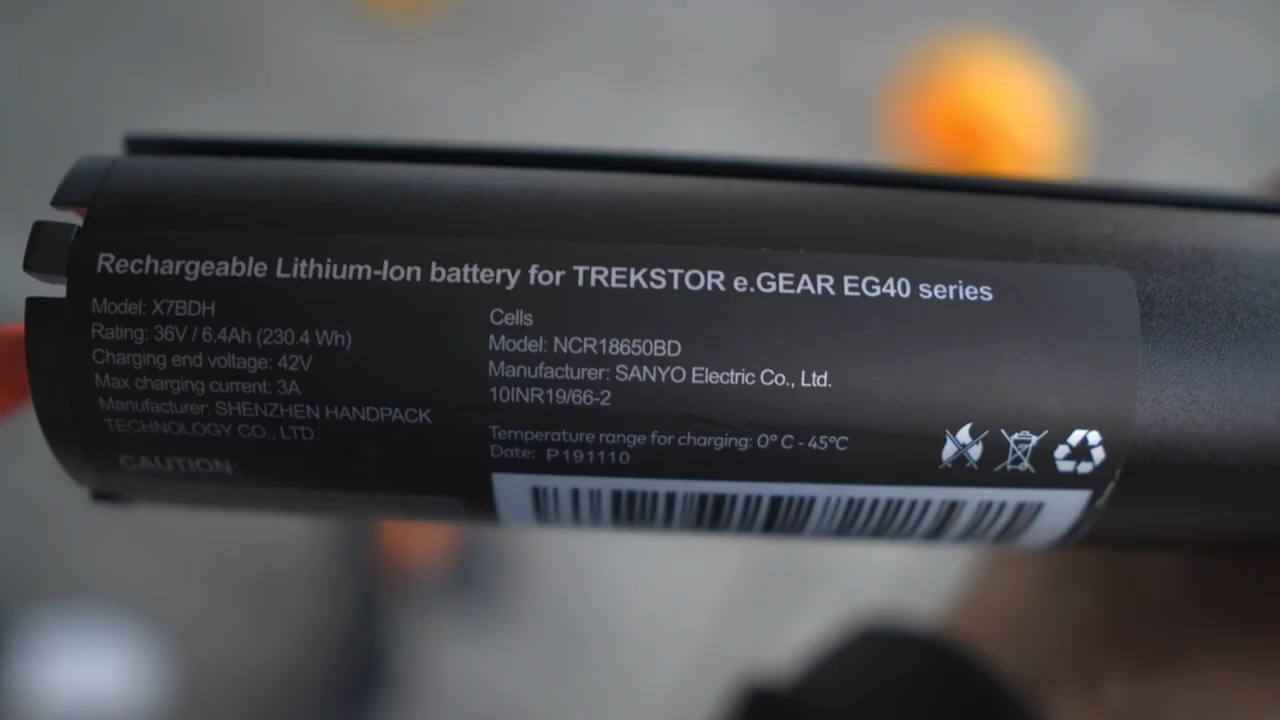 Rechargeable Lithium-Ion battery for TREKSTOR e.GEAR EG40 series
Model: X7BDH
Rating: 36V / 6.4Ah (230.4 Wh)
Charging end voltage: 42V
Max charging current: 3A
Manufacturer: SHENZHEN HANDPACK
TECHNOLOGY CO., LTD.
CAUTION:
Cells
Model: NCR18650BD
Manufacturer: SANYO Electric Co., Ltd.
10INR19/66-2
Temperature range for charging: 0° C - 45°C
Date: P191110